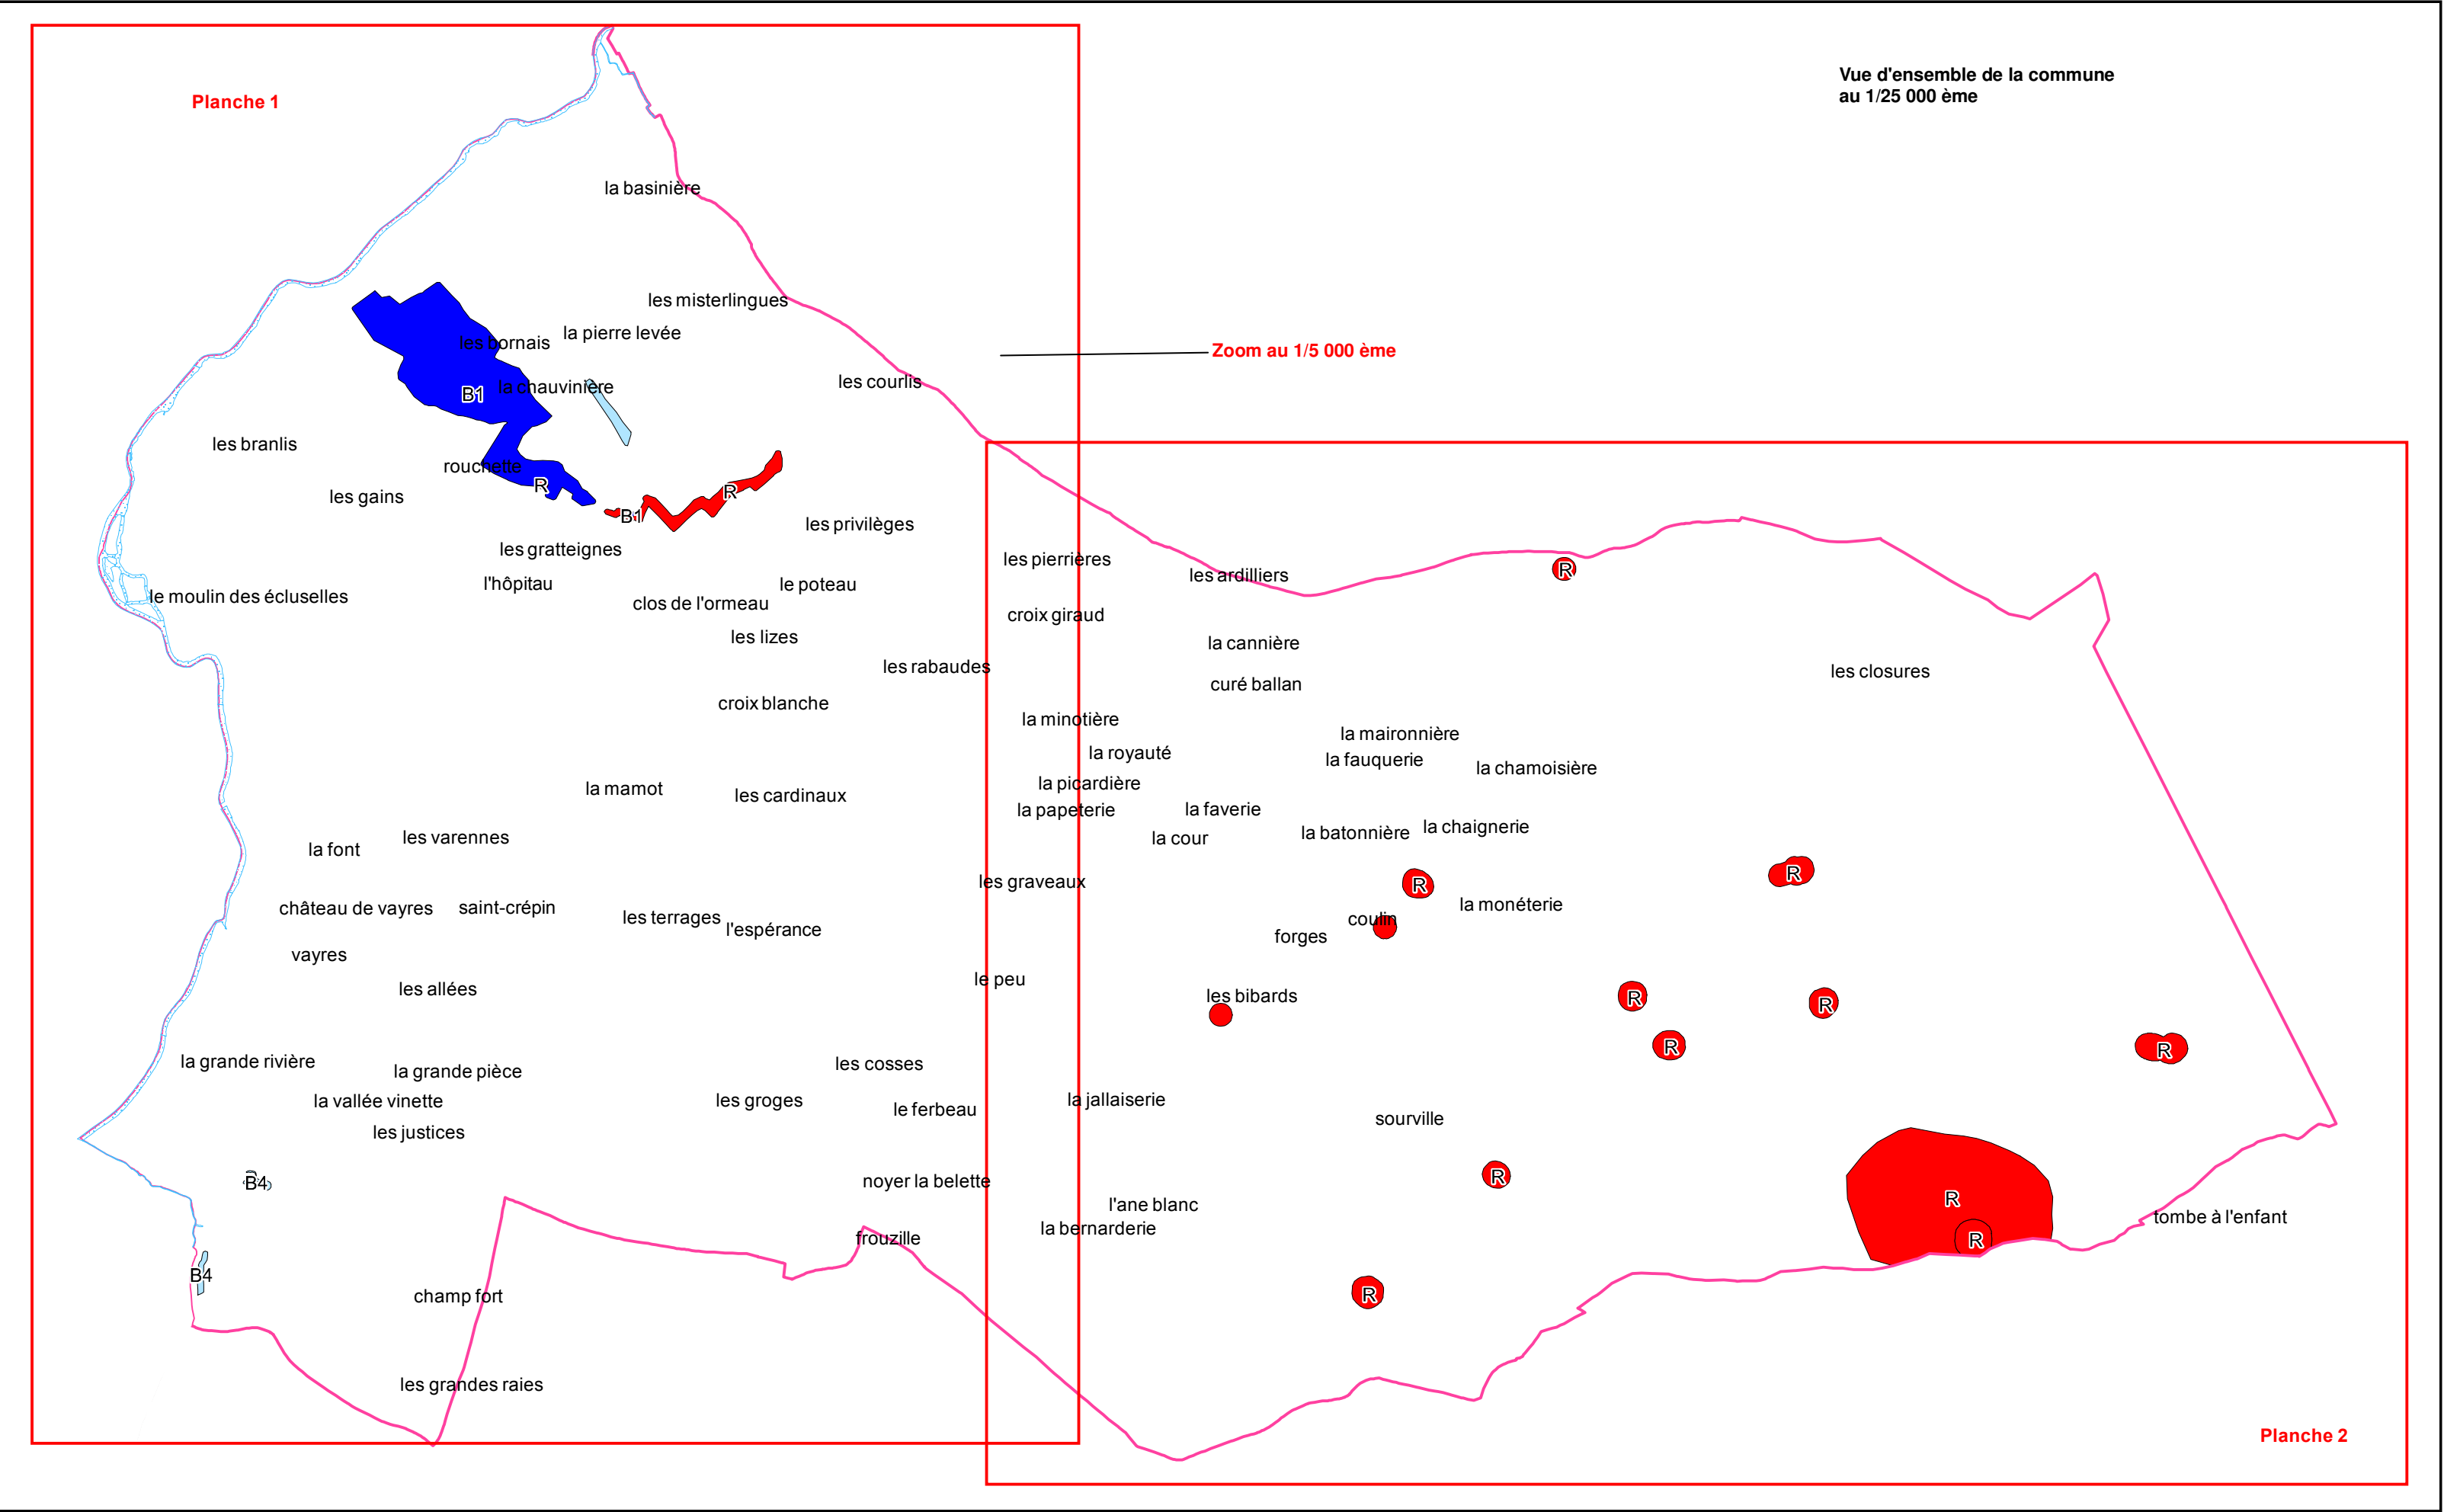 Vue d'ensemble de la commune
au 1/25 000 ème
Planche 1
la basinière
les misterlingues
la pierre levée
les bornais
Zoom au 1/5 000 ème
les courlis
la chauvinière
B1
les branlis
rouchette
R
R
les gains
B1
les privilèges
les gratteignes
les pierrières
R
les ardilliers
l'hôpitau
le poteau
le moulin des écluselles
clos de l'ormeau
croix giraud
les lizes
la cannière
les rabaudes
les closures
curé ballan
croix blanche
la minotière
la maironnière
la royauté
la fauquerie
la chamoisière
la picardière
la mamot
les cardinaux
la papeterie
la faverie
la chaignerie
la batonnière
les varennes
la cour
la font
R
les graveaux
R
la monéterie
château de vayres
saint-crépin
les terrages
coulin
l'espérance
forges
vayres
le peu
les allées
les bibards
R
R
R
R
la grande rivière
les cosses
la grande pièce
la vallée vinette
les groges
la jallaiserie
le ferbeau
sourville
les justices
R
B4
noyer la belette
R
l'ane blanc
tombe à l'enfant
la bernarderie
frouzille
R
B4
R
champ fort
les grandes raies
Planche 2